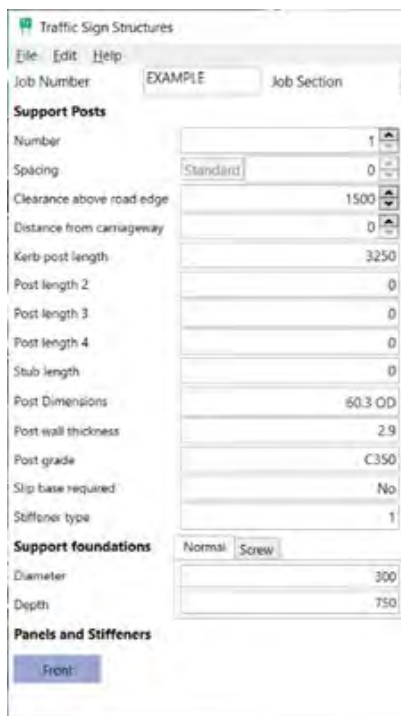 Traffic Sign Structures
File Edit Help
Job Number EXAMPLE Job Section
Support Posts
Number 1
Spacing Standard 0
Clearance above road edge 1500
Distance from carriageway 0
Kerb post length 3250
Post length 2 0
Post length 3 0
Post length 4 0
Stub length 0
Post Dimensions 60.3 OD
Post wall thickness 2.9
Post grade C350
Slip base required No
Stiffener type 1
Support foundations Normal Screw
Diameter 300
Depth 750
Panels and Stiffeners
Front